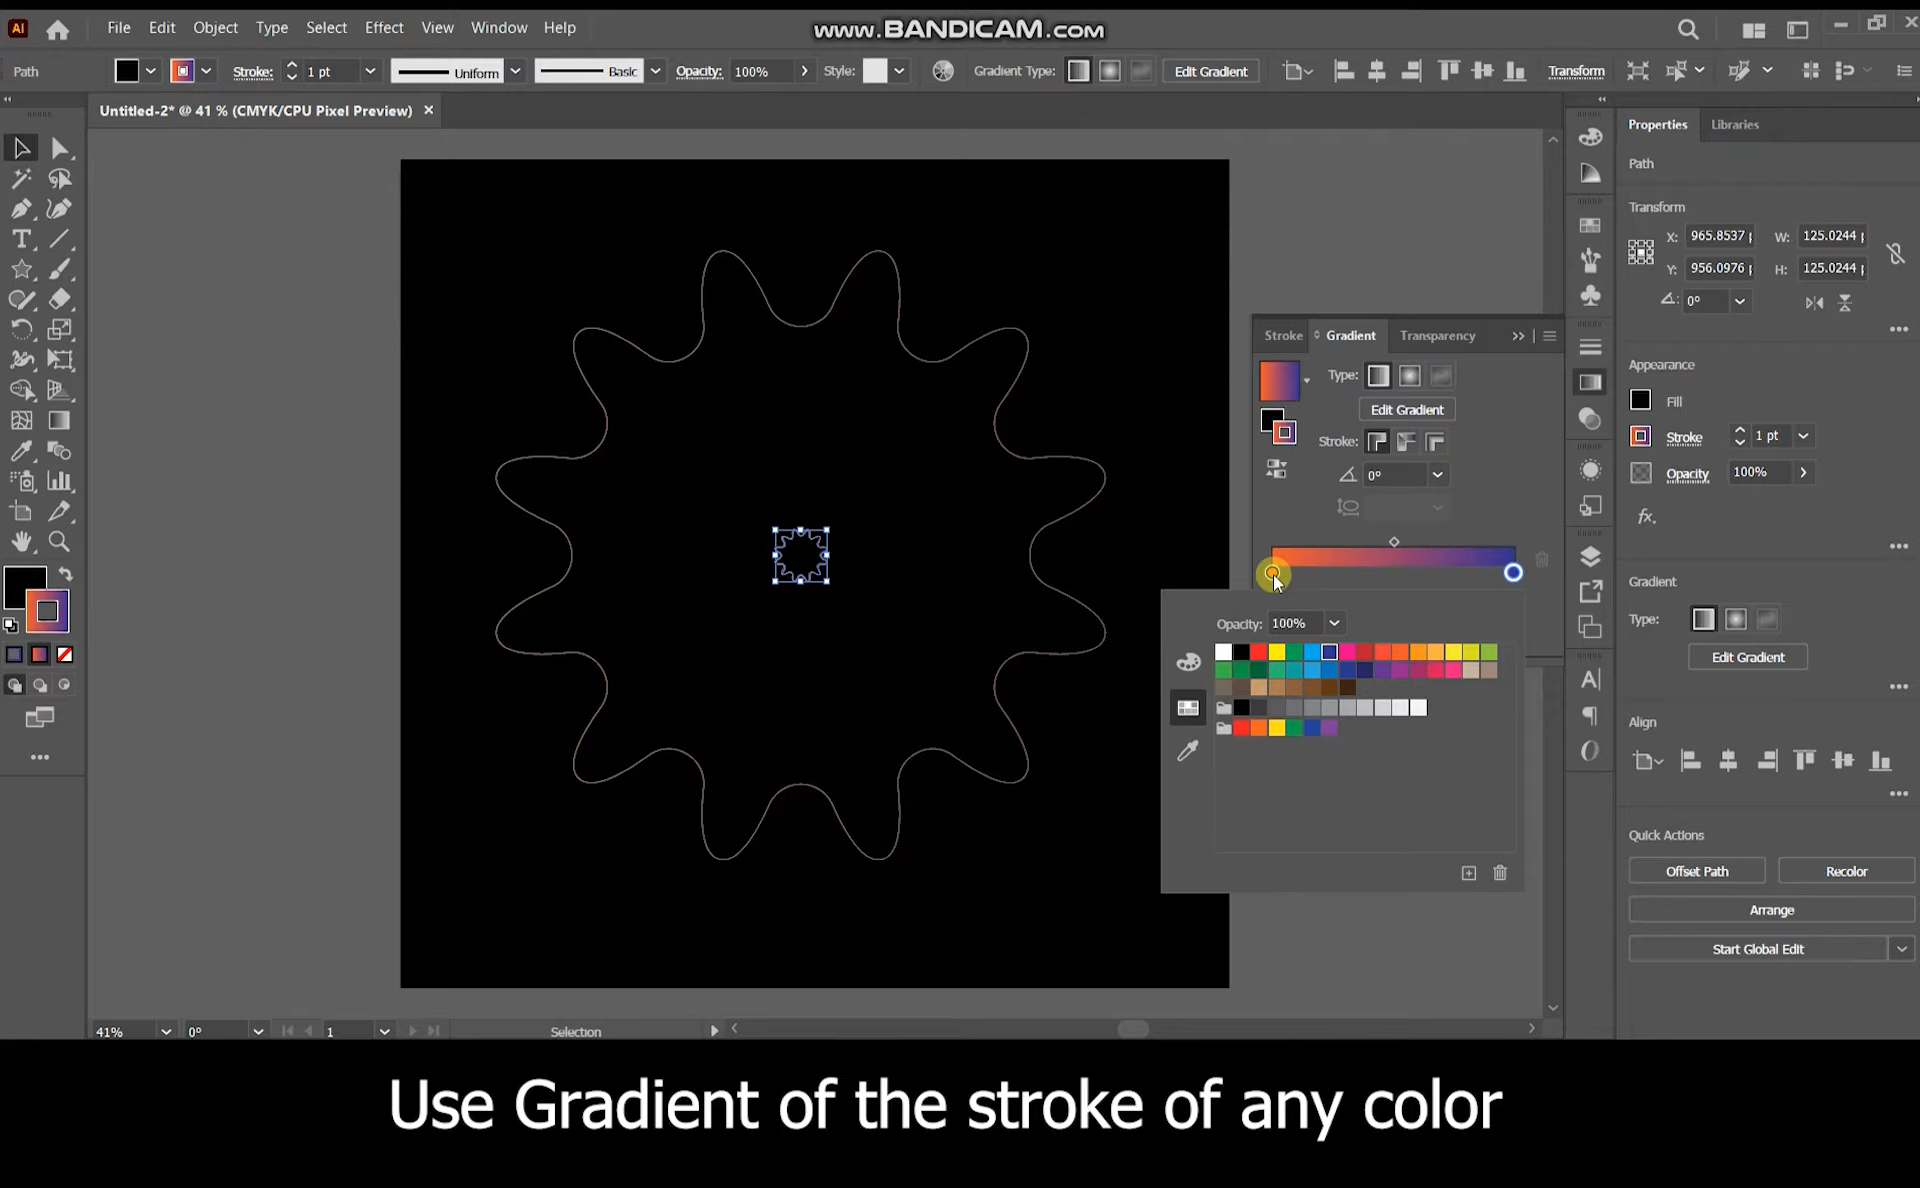 Ai File Edit Object Type Select Effect View Window Help
www.BANDICAM.com
Path Stroke: 1 pt Uniform Basic Opacity: 100% Style: Gradient Type: Edit Gradient Transform
Untitled-2* @ 41 % (CMYK/CPU Pixel Preview) ×
Properties Libraries
Path
Transform
X: 965.8537 W: 125.0244
Y: 956.0976 H: 125.0244
0°
Appearance
Fill
Stroke 1 pt
Opacity 100%
fx.
Gradient
Type:
Edit Gradient
Align
Quick Actions
Offset Path Recolor
Arrange
Start Global Edit
Stroke Gradient Transparency
Type:
Edit Gradient
Stroke:
0°
Opacity: 100%
41% 0° 1 Selection
Use Gradient of the stroke of any color